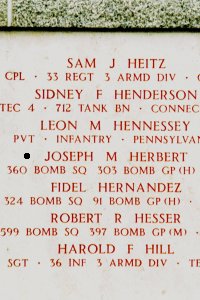 SAM J HEITZ
CPL · 33 REGT 3 ARMD DIV ·
SIDNEY F HENDERSON
TEC 4 · 712 TANK BN · CONNEC
LEON M HENNESSEY
PVT · INFANTRY · PENNSYLVAN
JOSEPH M HERBERT
360 BOMB SQ 303 BOMB GP (H)
FIDEL HERNANDEZ
324 BOMB SQ 91 BOMB GP (H) ·
ROBERT R HESSER
599 BOMB SQ 397 BOMB GP (M) ·
HAROLD F HILL
SGT · 36 INF 3 ARMD DIV · TE